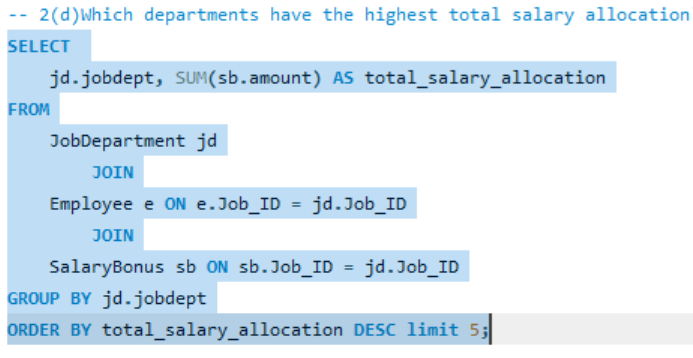 -- 2(d)Which departments have the highest total salary allocation
SELECT
jd.jobdept, SUM(sb.amount) AS total_salary_allocation
FROM
JobDepartment jd
JOIN
Employee e ON e.Job_ID = jd.Job_ID
JOIN
SalaryBonus sb ON sb.Job_ID = jd.Job_ID
GROUP BY jd.jobdept
ORDER BY total_salary_allocation DESC limit 5;